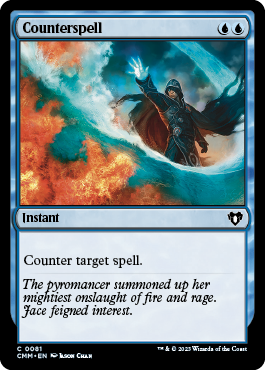 Counterspell
Instant
Counter target spell.
The pyromancer summoned up her
mightiest onslaught of fire and rage.
Jace feigned interest.
C 0081
CMM • EN Jason Chan
™ & © 2023 Wizards of the Coast